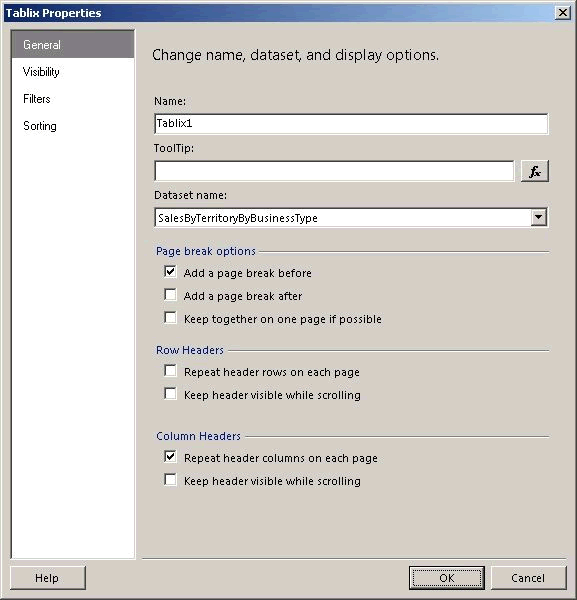 Tablix Properties
General
Visibility
Filters
Sorting
Change name, dataset, and display options.
Name:
Tablix1
ToolTip:
fx
Dataset name:
SalesByTerritoryByBusinessType
Page break options
Add a page break before
Add a page break after
Keep together on one page if possible
Row Headers
Repeat header rows on each page
Keep header visible while scrolling
Column Headers
Repeat header columns on each page
Keep header visible while scrolling
Help
OK
Cancel